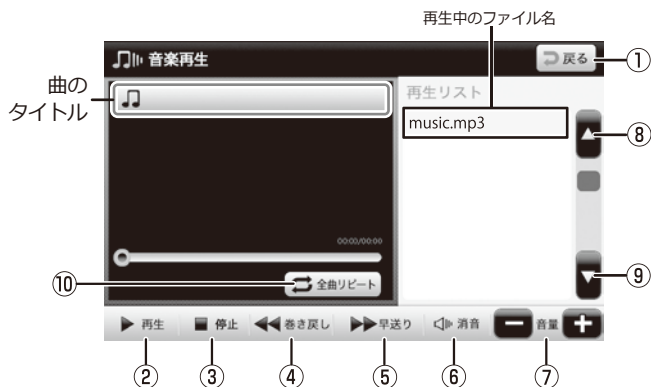 再生中のファイル名
音楽再生
戻る
①
曲の
タイトル
再生リスト
music.mp3
⑧
00:00/00:00
⑩
全曲リピート
⑨
再生
停止
巻き戻し
早送り
消音
音量
②
③
④
⑤
⑥
⑦